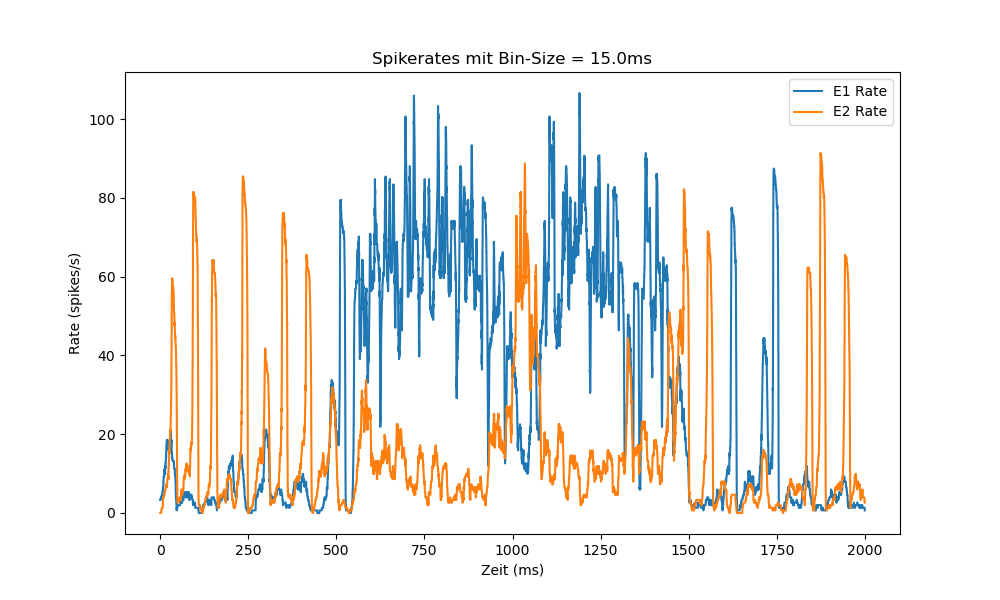 Spikerates mit Bin-Size = 15.0ms
E1 Rate
E2 Rate
100
80
60
40
20
0
Rate (spikes/s)
0 250 500 750 1000 1250 1500 1750 2000
Zeit (ms)